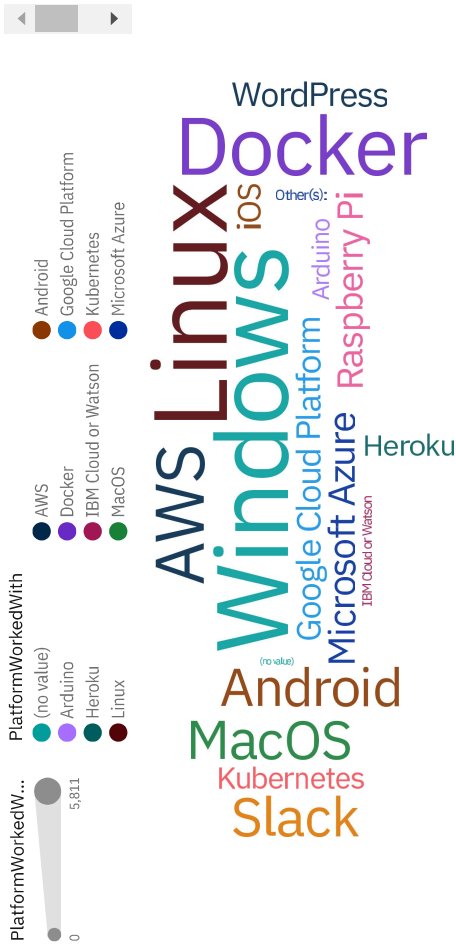 PlatformWorkedW...
0
5,811
PlatformWorkedWith
(no value)
Arduino
Heroku
Linux
AWS
Docker
IBM Cloud or Watson
MacOS
Android
Google Cloud Platform
Kubernetes
Microsoft Azure
WordPress
Docker
Linux
iOS
Other(s):
Arduino
Raspberry Pi
Windows
AWS
Google Cloud Platform
Microsoft Azure
Heroku
IBM Cloud or Watson
(no value)
Android
MacOS
Kubernetes
Slack